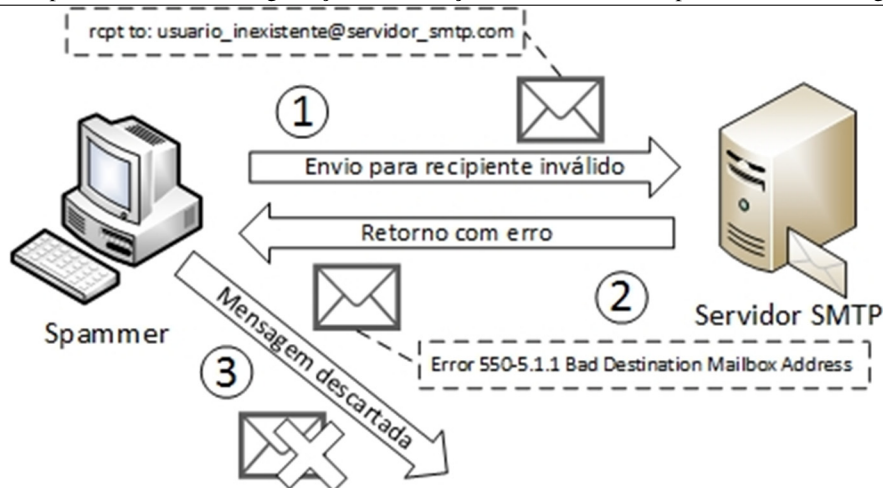 rcpt to: usuario_inexistente@servidor_smtp.com
1
Envio para recipiente inválido
Retorno com erro
2
Spammer
Servidor SMTP
Error 550-5.1.1 Bad Destination Mailbox Address
3
Mensagem descartada